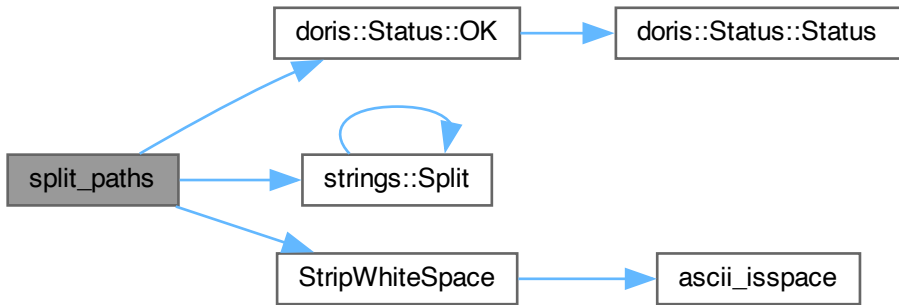 doris::Status::OK
doris::Status::Status
split_paths
strings::Split
StripWhiteSpace
ascii_isspace